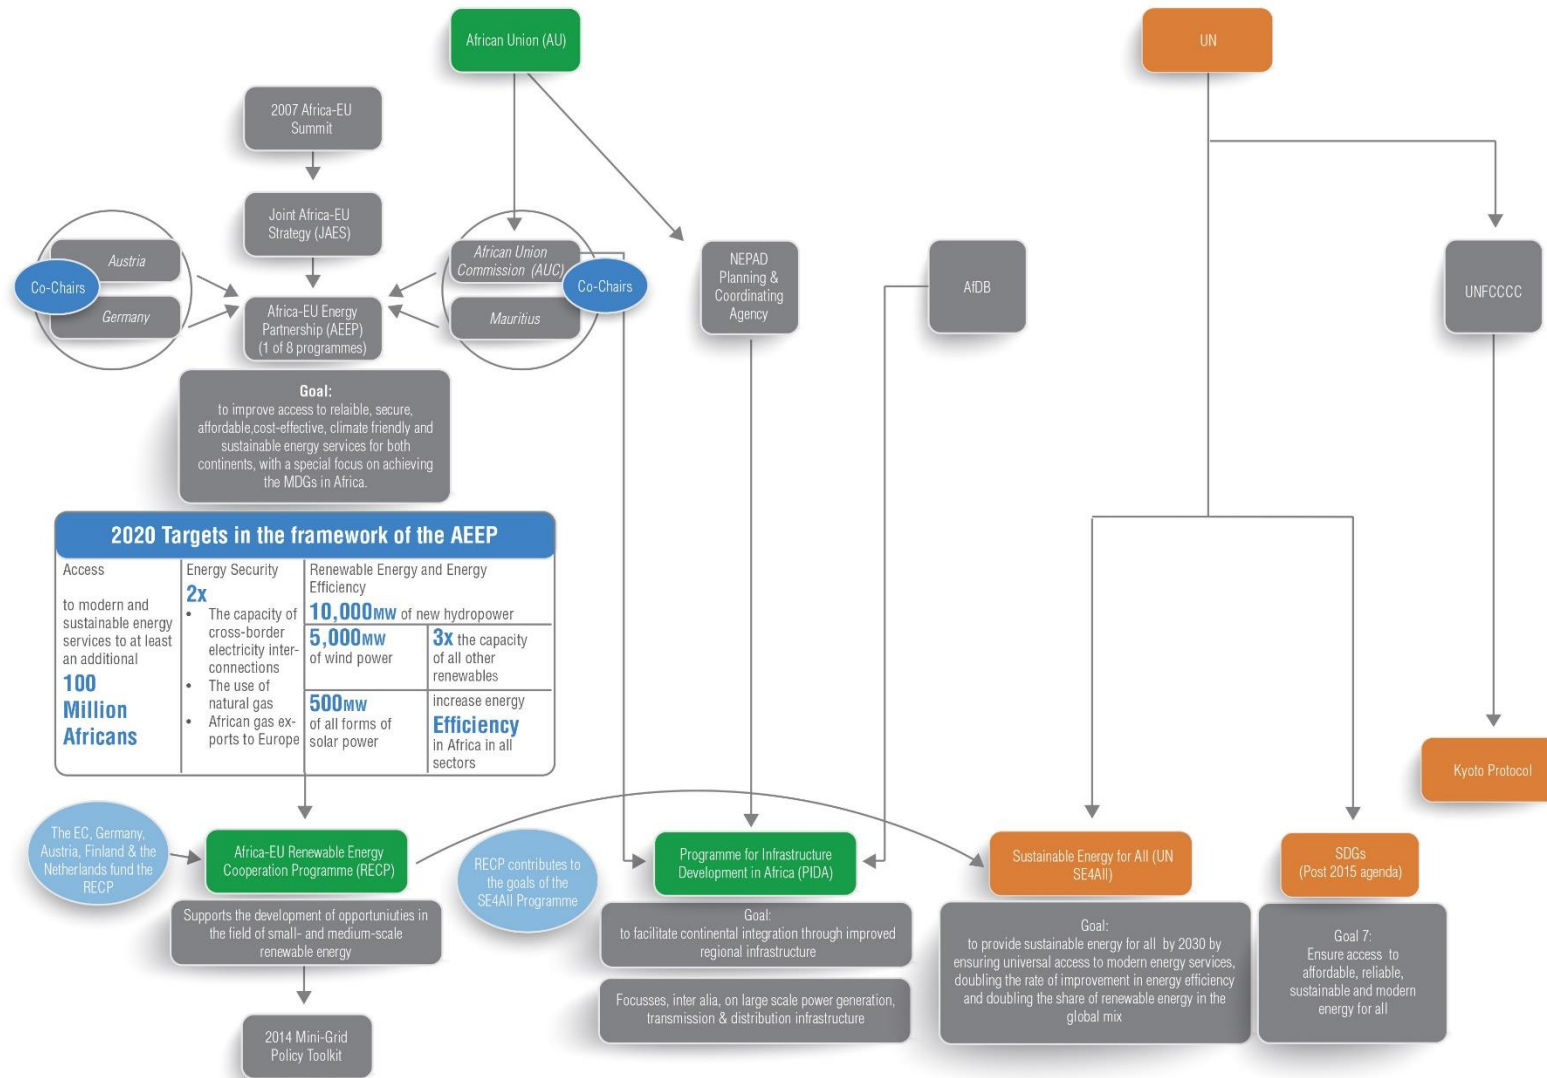 African Union (AU)
UN
2007 Africa-EU
Summit
Joint Africa-EU
Strategy (JAES)
Austria
Co-Chairs
Germany
Africa-EU Energy
Partnership (AEEP)
(1 of 8 programmes)
African Union
Commission (AUC)
Co-Chairs
Mauritius
NEPAD
Planning &
Coordinating
Agency
AfDB
UNFCCCC
Goal:
to improve access to relaible, secure,
affordable,cost-effective, climate friendly and
sustainable energy services for both
continents, with a special focus on achieving
the MDGs in Africa.
2020 Targets in the framework of the AEEP
Access
to modern and
sustainable energy
services to at least
an additional
100
Million
Africans
Energy Security
2x
• The capacity of
cross-border
electricity inter-
connections
• The use of
natural gas
• African gas ex-
ports to Europe
Renewable Energy and Energy
Efficiency
10,000MW of new hydropower
5,000MW
of wind power
3x the capacity
of all other
renewables
500MW
of all forms of
solar power
increase energy
Efficiency
in Africa in all
sectors
Kyoto Protocol
The EC, Germany,
Austria, Finland & the
Netherlands fund the
RECP
Africa-EU Renewable Energy
Cooperation Programme (RECP)
RECP contributes to
the goals of the
SE4All Programme
Programme for Infrastructure
Development in Africa (PIDA)
Sustainable Energy for All (UN
SE4All)
SDGs
(Post 2015 agenda)
Supports the development of opportuniuties in
the field of small- and medium-scale
renewable energy
Goal:
to facilitate continental integration through improved
regional infrastructure
Focusses, inter alia, on large scale power generation,
transmission & distribution infrastructure
Goal:
to provide sustainable energy for all by 2030 by
ensuring universal access to modern energy services,
doubling the rate of improvement in energy efficiency
and doubling the share of renewable energy in the
global mix
Goal 7:
Ensure access to
affordable, reliable,
sustainable and modern
energy for all
2014 Mini-Grid
Policy Toolkit